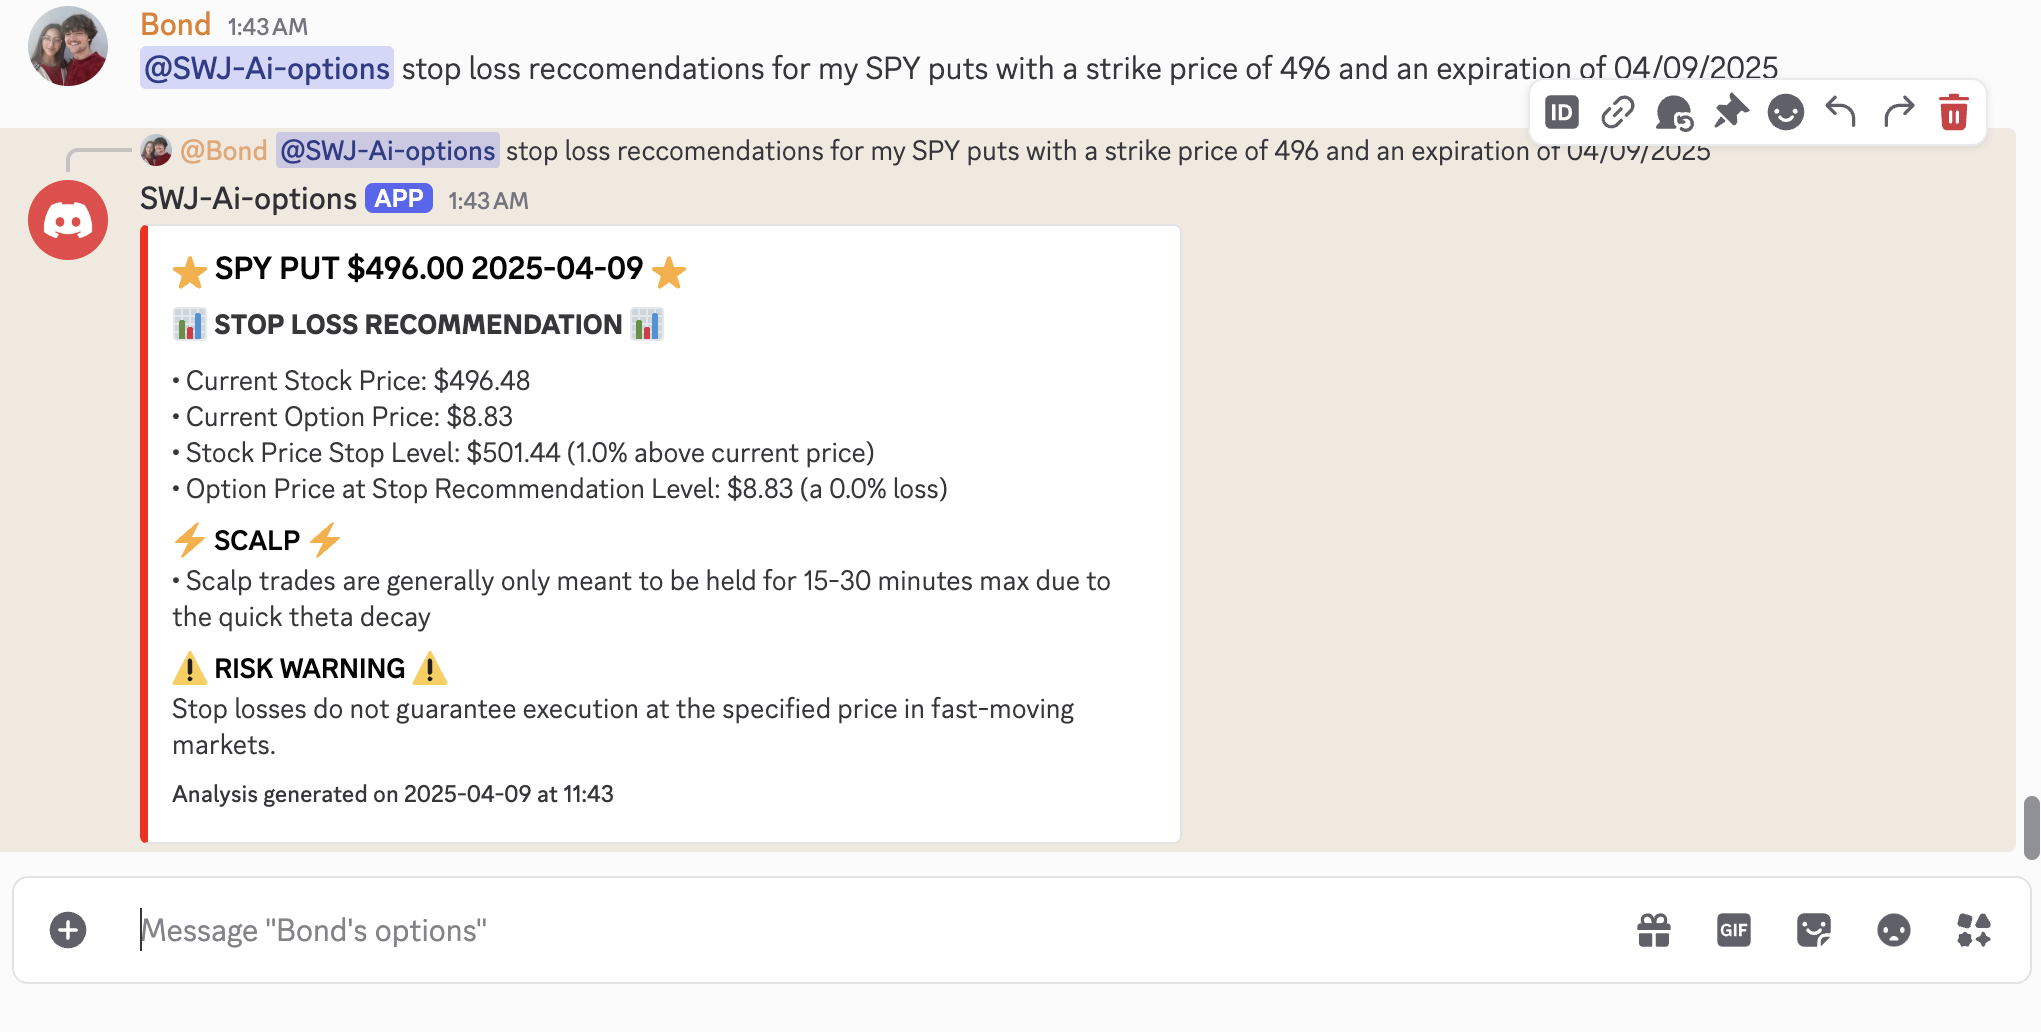 Bond 1:43 AM
@SWJ-Ai-options stop loss reccomendations for my SPY puts with a strike price of 496 and an expiration of 04/09/2025
ID
@Bond @SWJ-Ai-options stop loss reccomendations for my SPY puts with a strike price of 496 and an expiration of 04/09/2025
SWJ-Ai-options APP 1:43 AM
⭐ SPY PUT $496.00 2025-04-09 ⭐
📊 STOP LOSS RECOMMENDATION 📊
• Current Stock Price: $496.48
• Current Option Price: $8.83
• Stock Price Stop Level: $501.44 (1.0% above current price)
• Option Price at Stop Recommendation Level: $8.83 (a 0.0% loss)
⚡ SCALP ⚡
• Scalp trades are generally only meant to be held for 15-30 minutes max due to
the quick theta decay
⚠️ RISK WARNING ⚠️
Stop losses do not guarantee execution at the specified price in fast-moving
markets.
Analysis generated on 2025-04-09 at 11:43
Message "Bond's options"
GIF